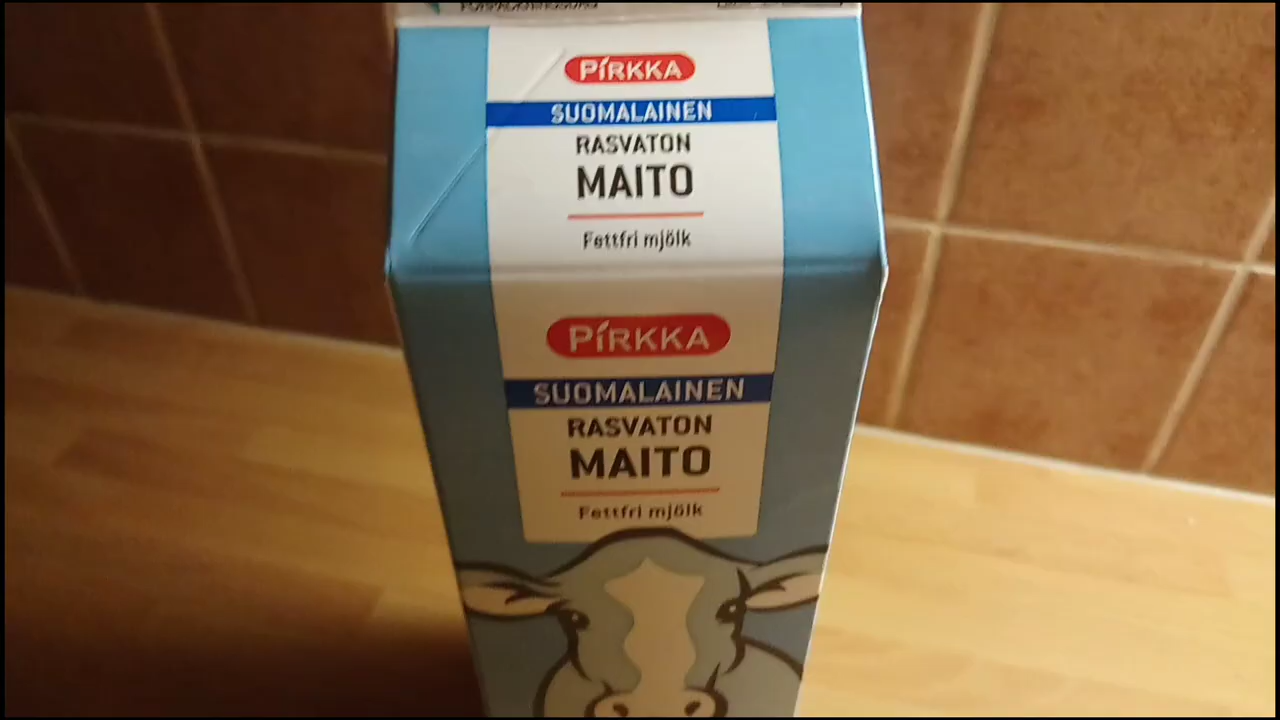 PIRKKA
SUOMALAINEN
RASVATON
MAITO
Fettfri mjölk
PIRKKA
SUOMALAINEN
RASVATON
MAITO
Fettfri mjölk